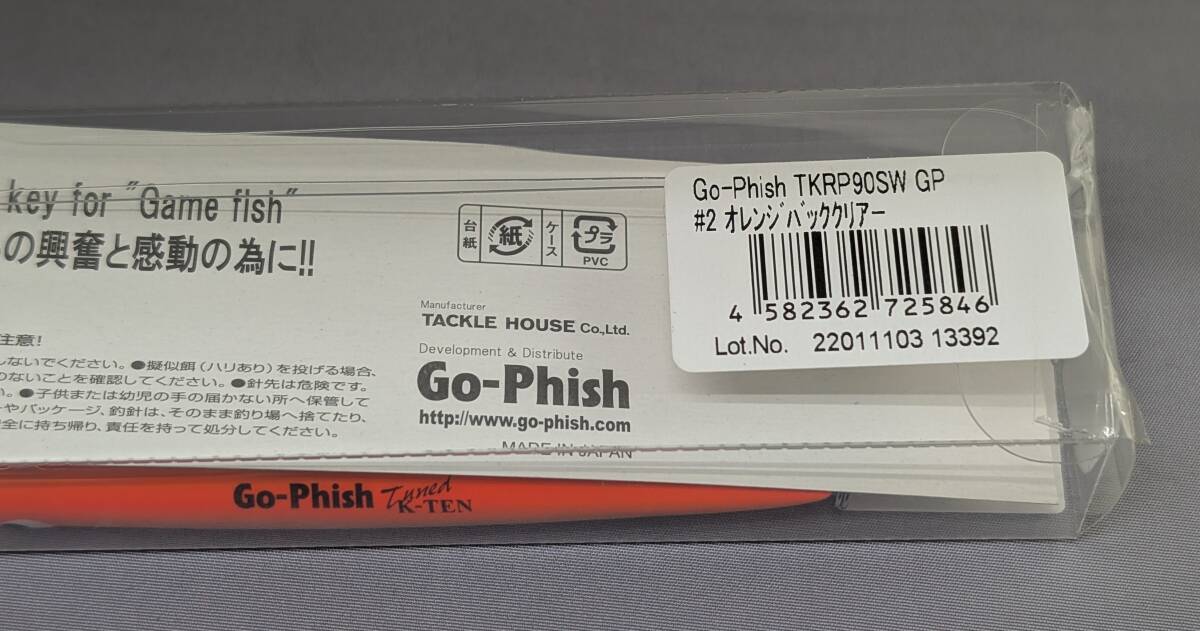 key for "Game fish"
の興奮と感動の為に!!
台紙
紙
ケース
プラ
PVC
Go-Phish TKRP90SW GP
#2 オレンジバッククリアー
4 582362 725846
Lot.No. 22011103 13392
Manufacturer
TACKLE HOUSE Co.,Ltd.
Development & Distribute
Go-Phish
http://www.go-phish.com
MADE IN JAPAN
注意!
しないでください。●擬似餌(ハリあり)を投げる場合、
のないことを確認してください。●針先は危険です。
い。●子供または幼児の手の届かない所へ保管して
やパッケージ、釣針は、そのまま釣り場へ捨てたり、
全に持ち帰り、責任を持って処分してください。
Go-Phish Tuned K-TEN